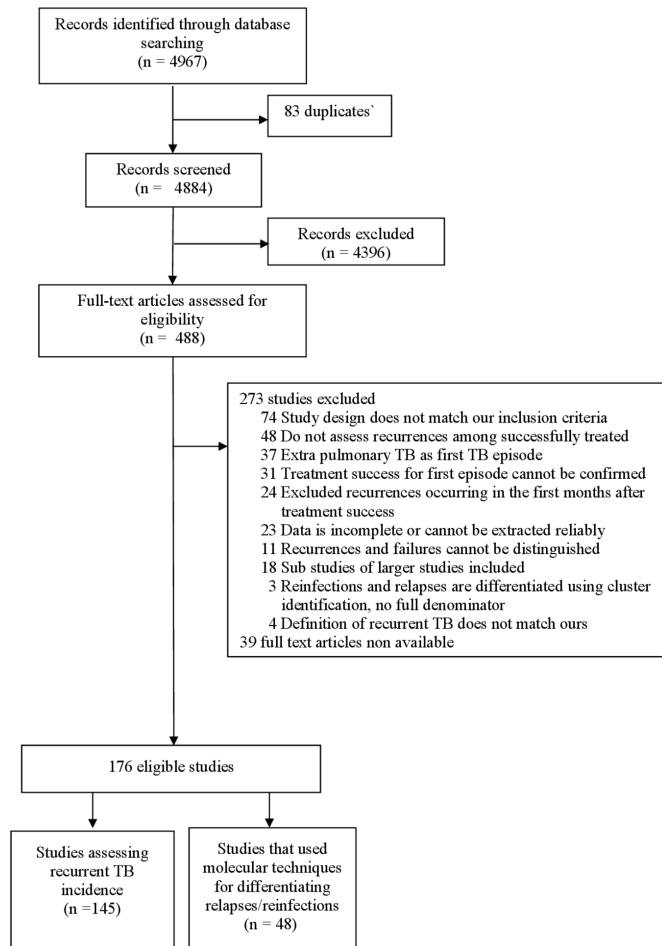 Records identified through database
searching
(n = 4967)
83 duplicates`
Records screened
(n = 4884)
Records excluded
(n = 4396)
Full-text articles assessed for
eligibility
(n = 488)
273 studies excluded
74 Study design does not match our inclusion criteria
48 Do not assess recurrences among successfully treated
37 Extra pulmonary TB as first TB episode
31 Treatment success for first episode cannot be confirmed
24 Excluded recurrences occurring in the first months after
treatment success
23 Data is incomplete or cannot be extracted reliably
11 Recurrences and failures cannot be distinguished
18 Sub studies of larger studies included
3 Reinfections and relapses are differentiated using cluster
identification, no full denominator
4 Definition of recurrent TB does not match ours
39 full text articles non available
176 eligible studies
Studies assessing
recurrent TB
incidence
(n =145)
Studies that used
molecular techniques
for differentiating
relapses/reinfections
(n = 48)